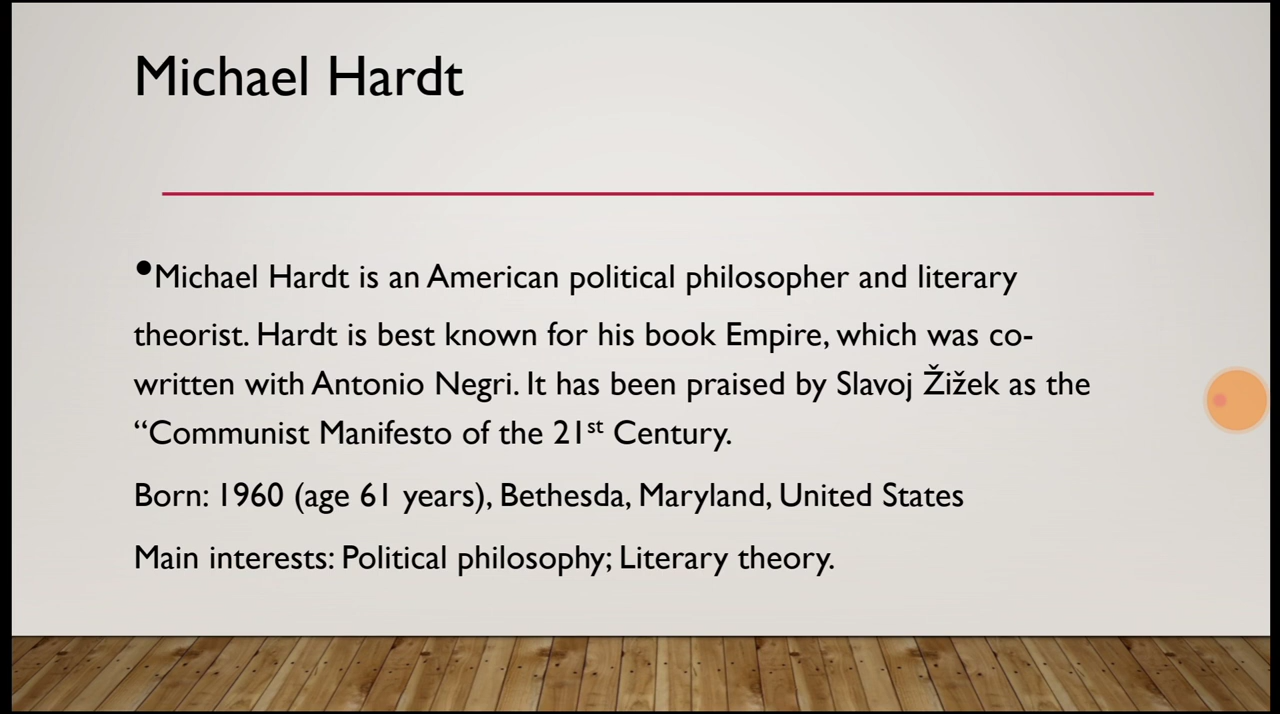 Michael Hardt
•Michael Hardt is an American political philosopher and literary
theorist. Hardt is best known for his book Empire, which was co-
written with Antonio Negri. It has been praised by Slavoj Žižek as the
“Communist Manifesto of the 21st Century.
Born: 1960 (age 61 years), Bethesda, Maryland, United States
Main interests: Political philosophy; Literary theory.